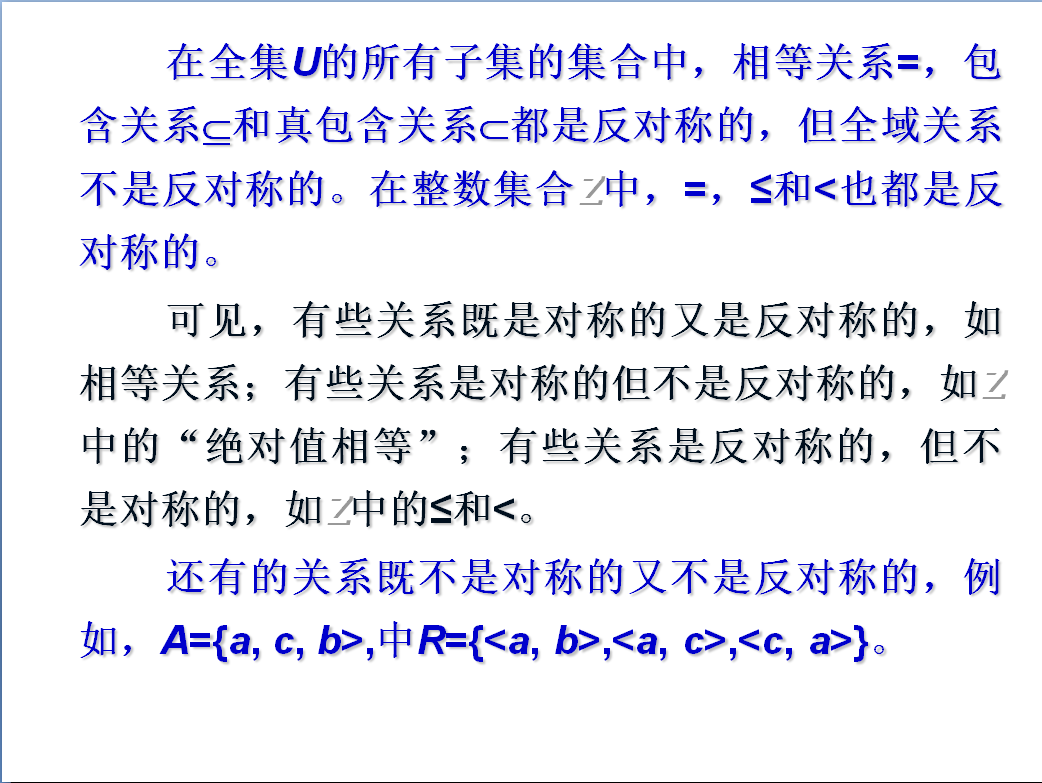 在全集U的所有子集的集合中，相等关系=，包
含关系⊆和真包含关系⊂都是反对称的，但全域关系
不是反对称的。在整数集合Z中，=，≤和<也都是反
对称的。
可见，有些关系既是对称的又是反对称的，如
相等关系；有些关系是对称的但不是反对称的，如Z
中的“绝对值相等”；有些关系是反对称的，但不
是对称的，如Z中的≤和<。
还有的关系既不是对称的又不是反对称的，例
如，A={a, c, b>,中R={<a, b>,<a, c>,<c, a>}。